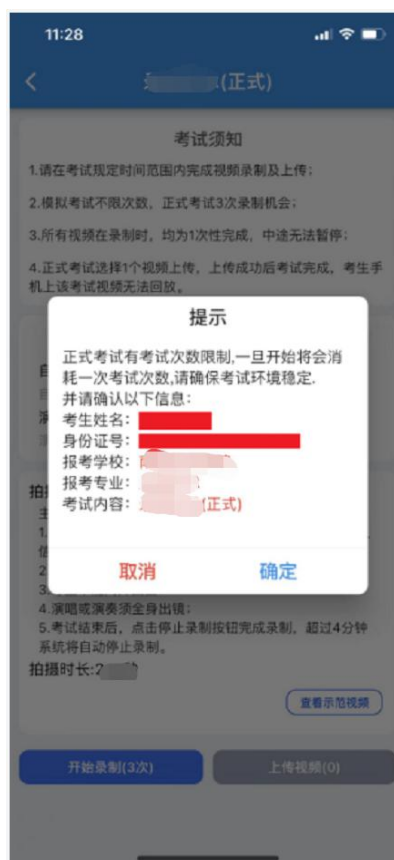 11:28
(正式)
考试须知
1.请在考试规定时间范围内完成视频录制及上传;
2.模拟考试不限次数，正式考试3次录制机会;
3.所有视频在录制时，均为1次性完成，中途无法暂停;
4.正式考试选择1个视频上传，上传成功后考试完成，考生手
机上该考试视频无法回放。
提示
正式考试有考试次数限制,一旦开始将会消
耗一次考试次数,请确保考试环境稳定.
并请确认以下信息:
考生姓名:
身份证号:
报考学校:
报考专业:
考试内容: (正式)
取消 确定
4.演唱或演奏须全身出镜;
5.考试结束后，点击停止录制按钮完成录制，超过4分钟
系统将自动停止录制。
拍摄时长:2
查看示范视频
开始录制(3次) 上传视频(0)